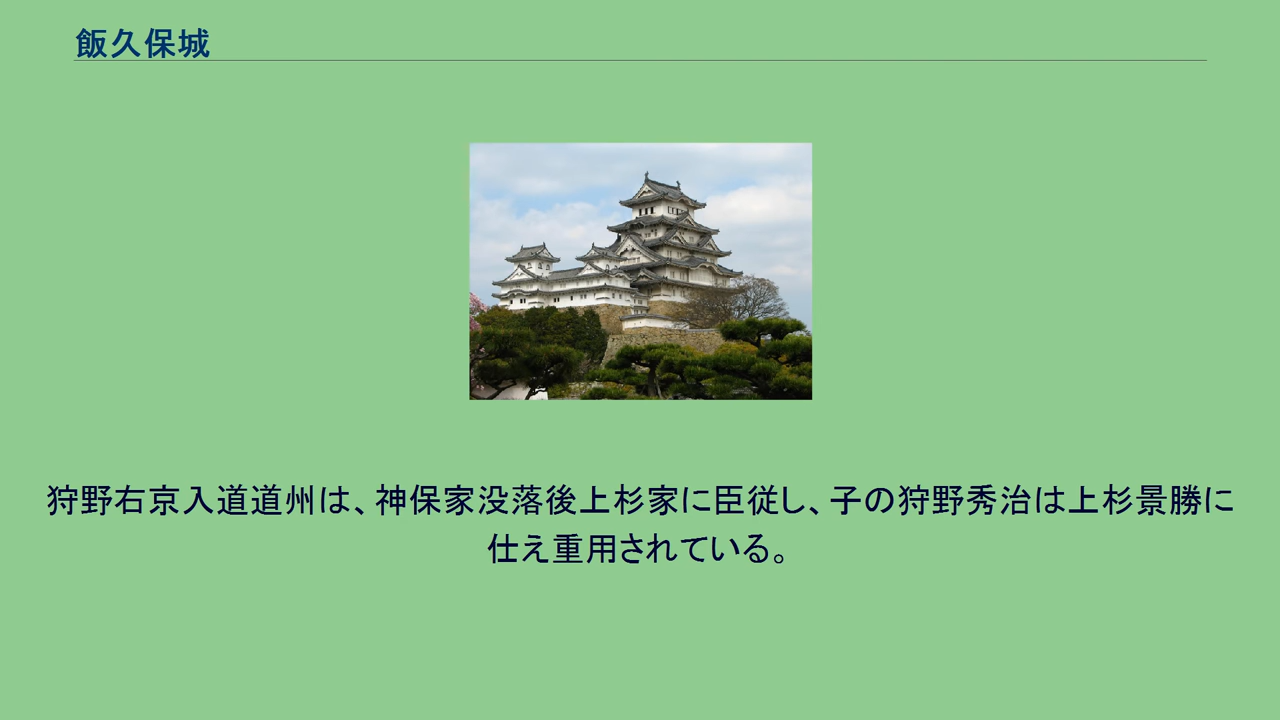 飯久保城
狩野右京入道道州は、神保家没落後上杉家に臣従し、子の狩野秀治は上杉景勝に
仕え重用されている。